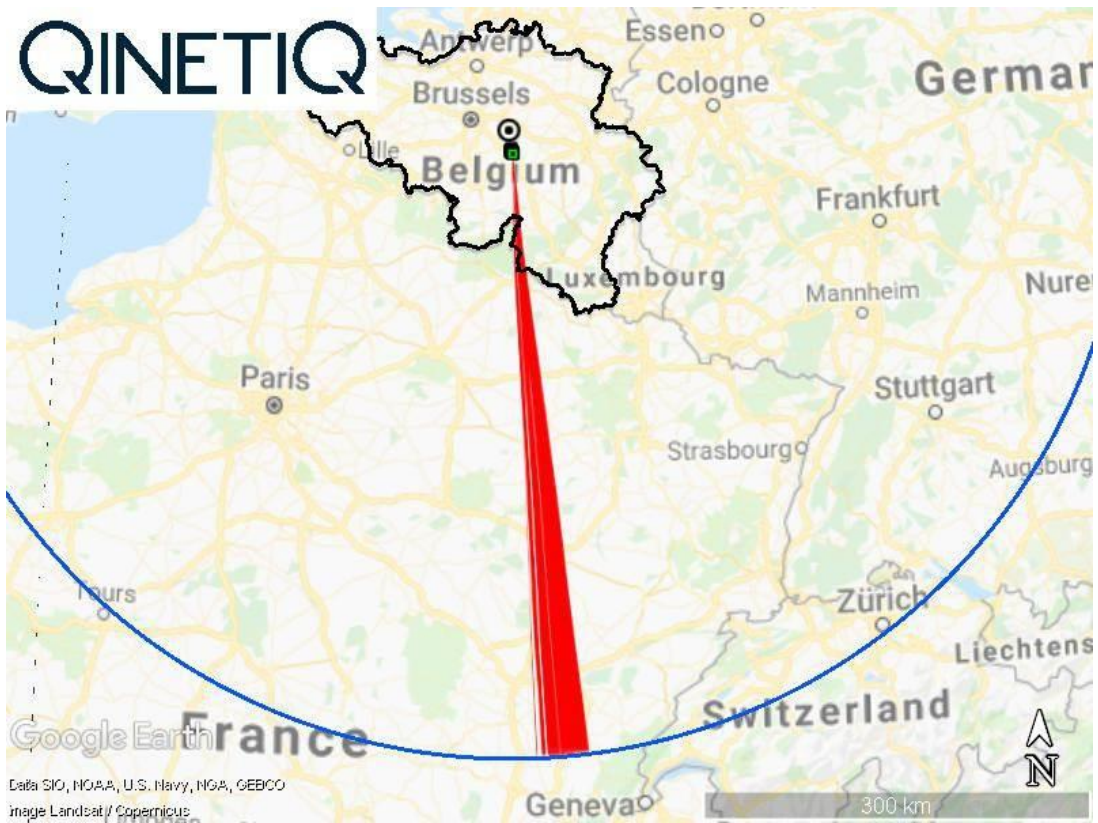 QINETIQ
Antwerp
Essen
Cologne
German
Brussels
Lille
Belgium
Frankfurt
Luxembourg
Mannheim
Nure
Paris
Stuttgart
Strasbourg
Augsburg
Tours
Zürich
Liechtens
Switzerland
Google Earth
France
Data SIO, NOAA, U.S. Navy, NGA, GEBCO
Image Landsat / Copernicus
Geneva
300 km
N